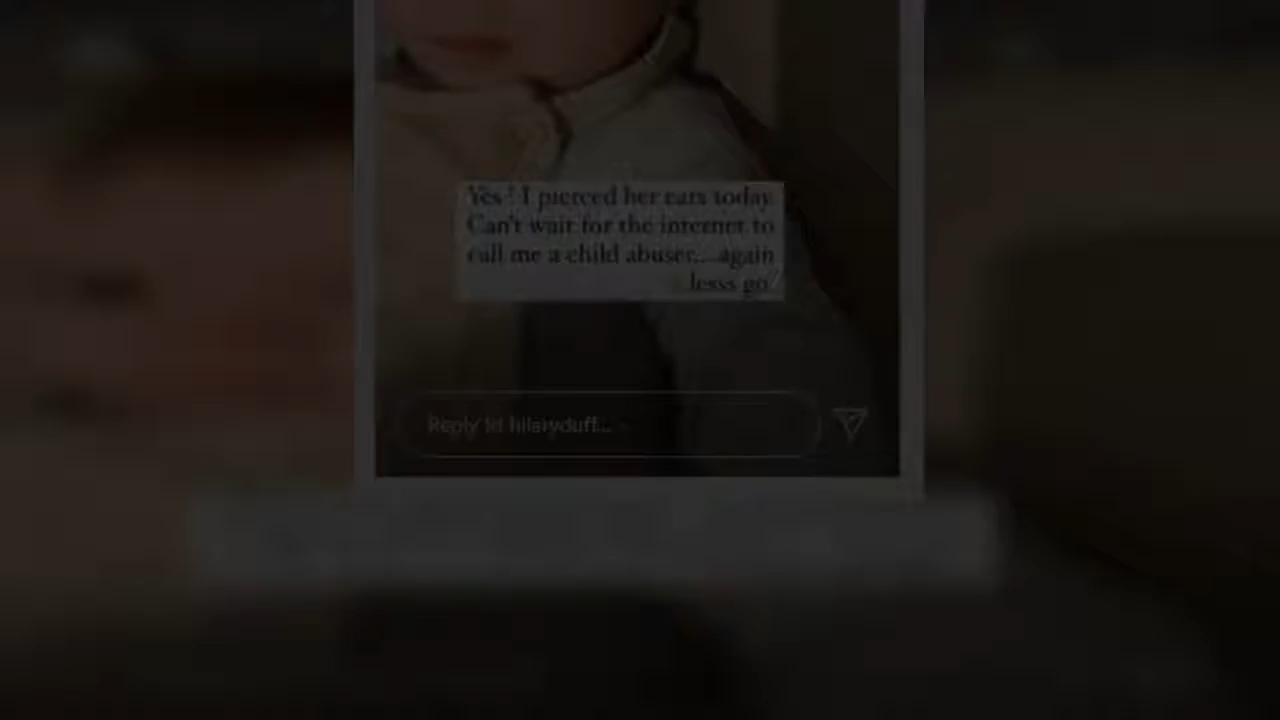 Yes ! I pierced her ears today.
Can't wait for the internet to
call me a child abuser....again
lesss go!
Reply to hilaryduff...